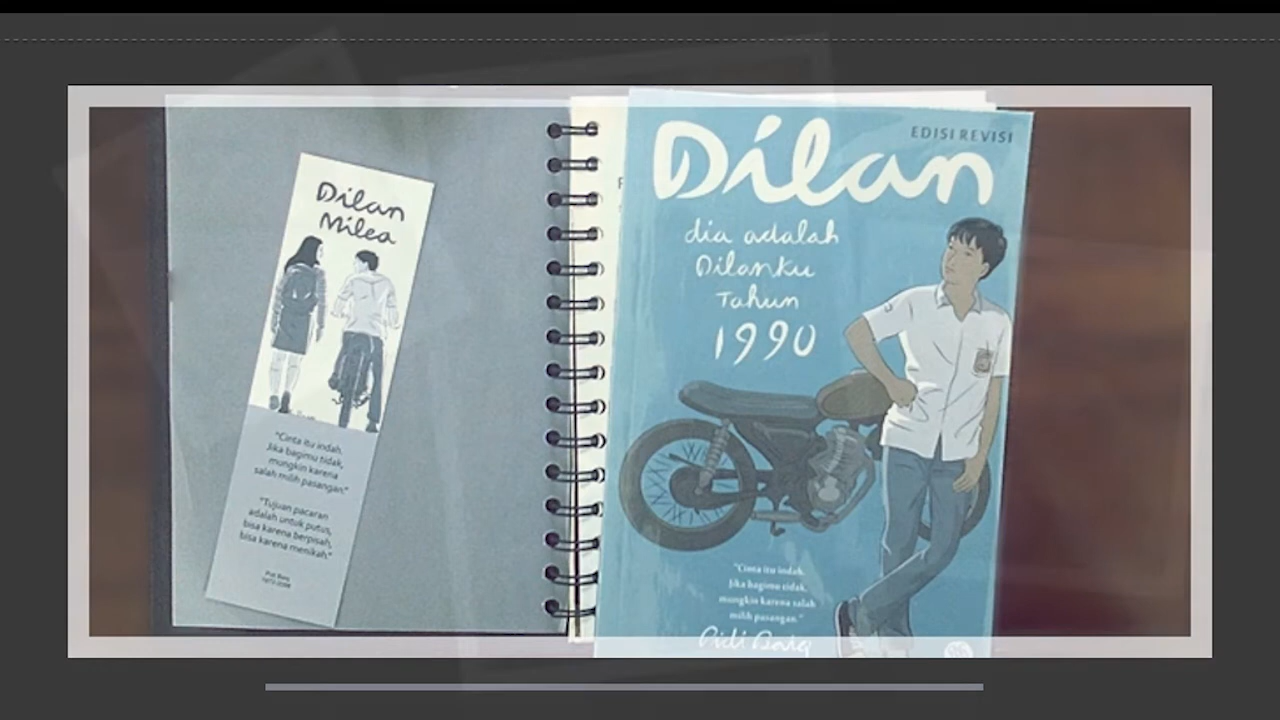 Dilan
Milea
"Cinta itu indah.
Jika bagimu tidak,
mungkin karena
salah milih pasangan."
"Tujuan pacaran
adalah untuk putus,
bisa karena berpisah,
bisa karena menikah"
EDISI REVISI
Dilan
dia adalah
Dilanku
Tahun
1990
"Cinta itu indah.
Jika bagimu tidak,
mungkin karena salah
milih pasangan."
Pidi Baiq